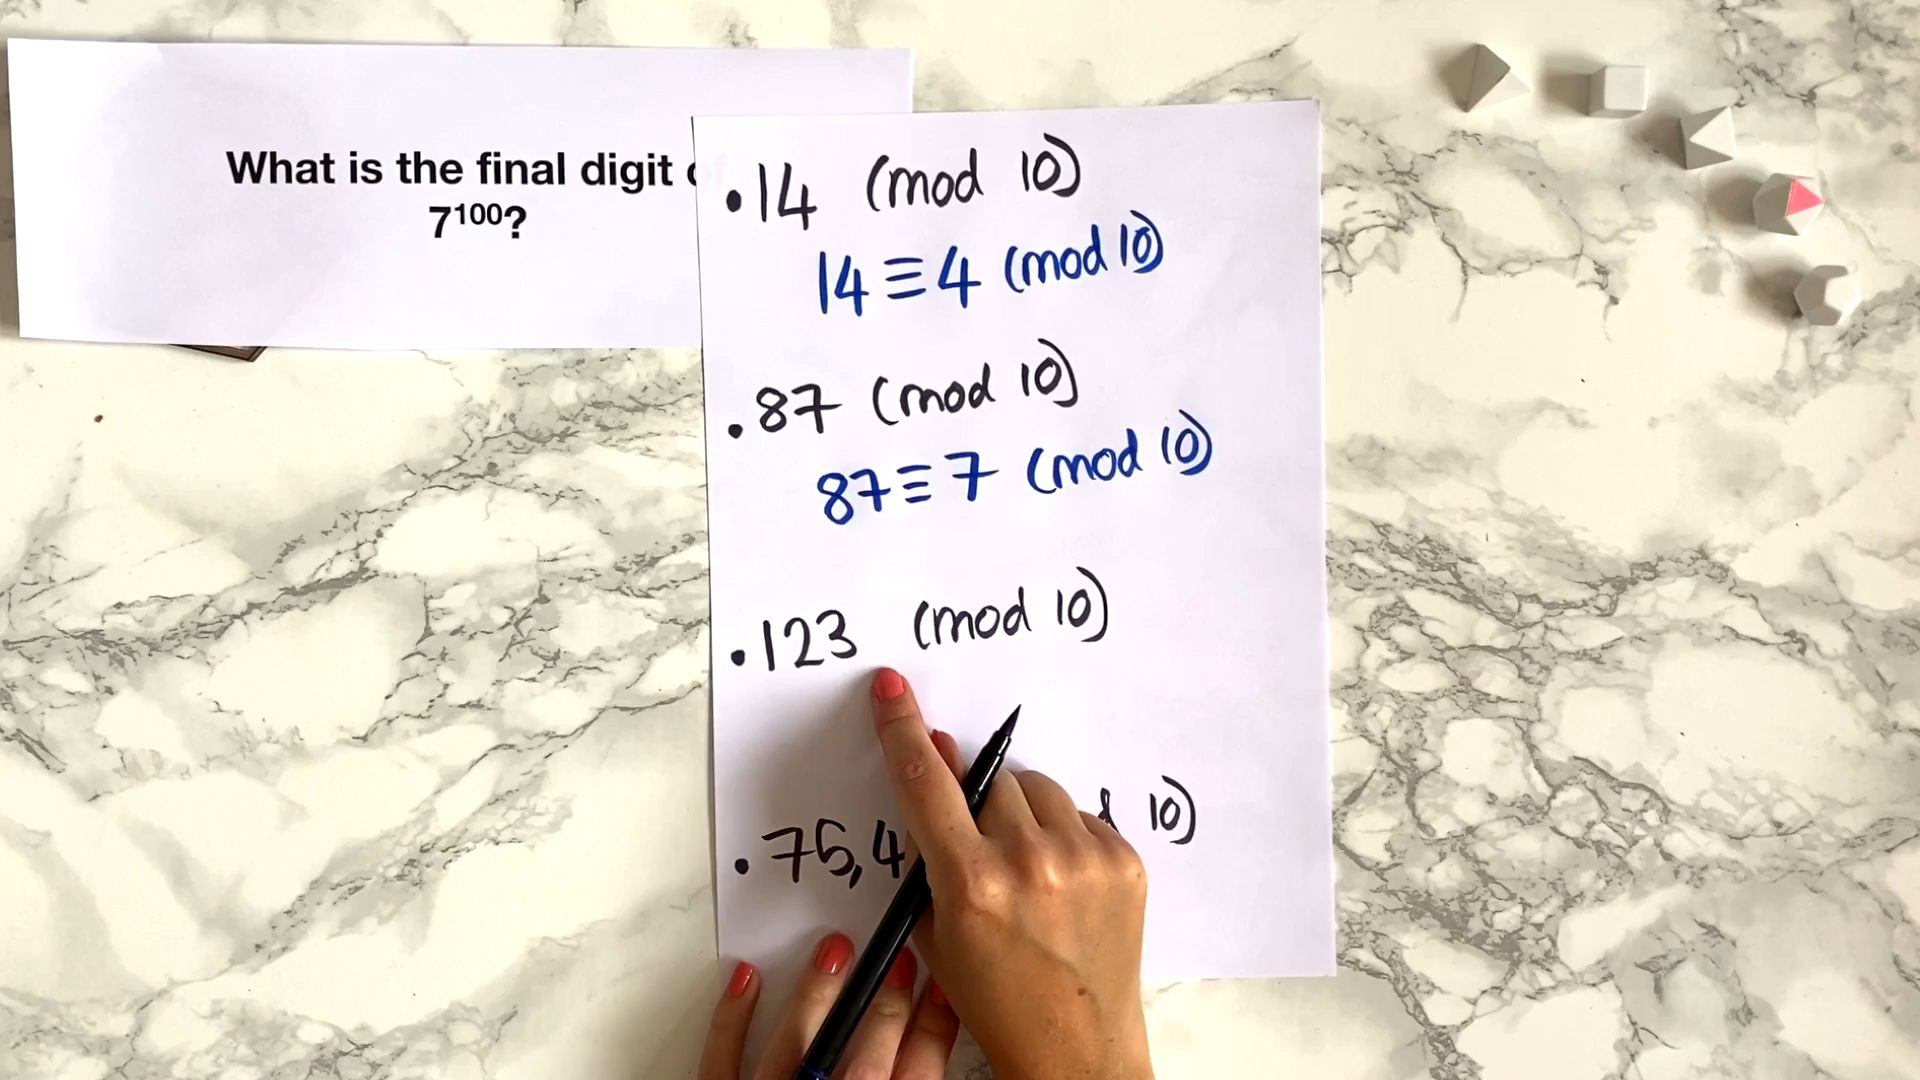 What is the final digit
7¹⁰⁰?
• 14 (mod 10)
14 ≡ 4 (mod 10)
• 87 (mod 10)
87 ≡ 7 (mod 10)
• 123 (mod 10)
• 75,4 10)